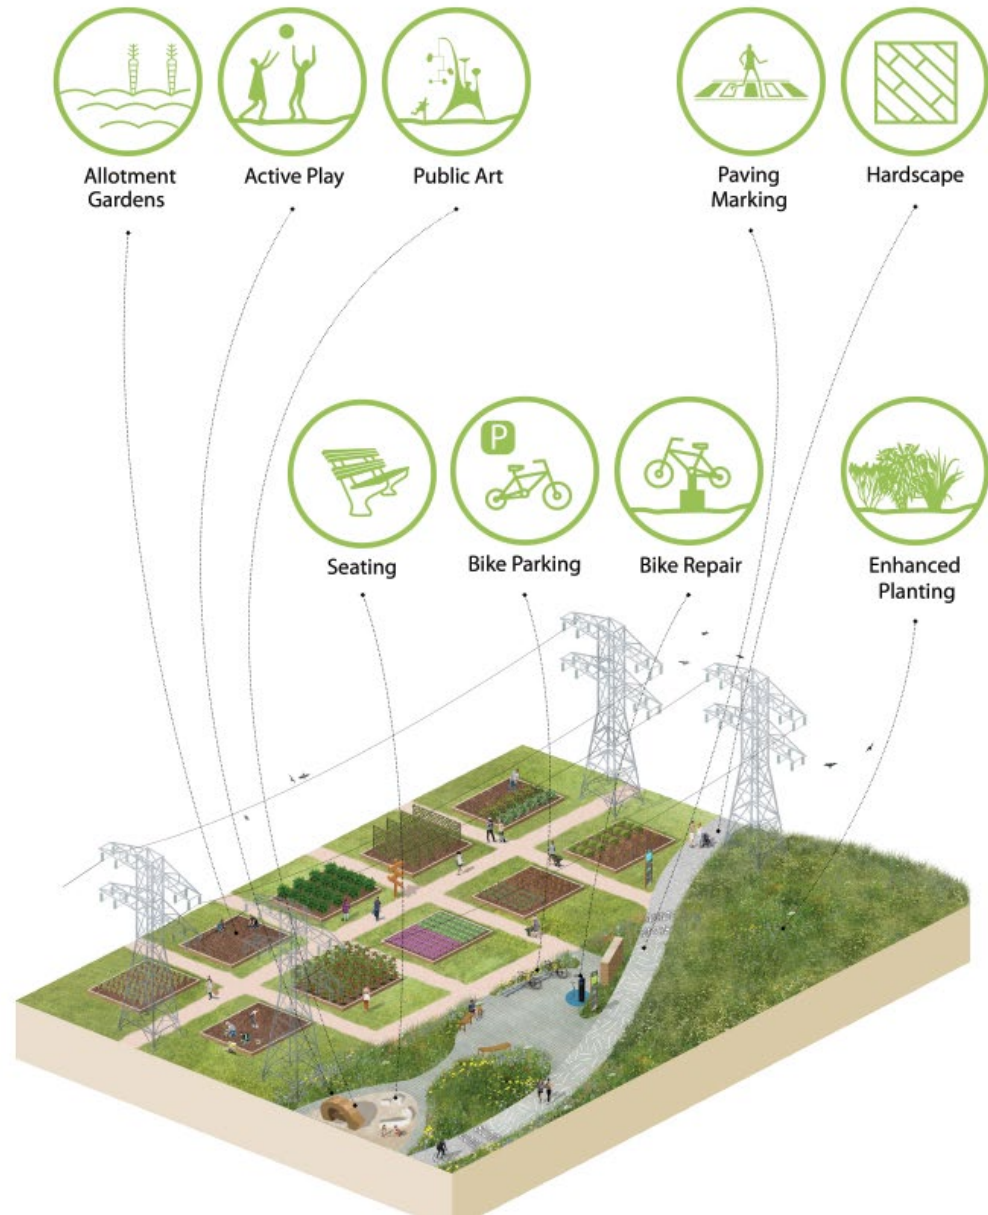 Allotment
Gardens
Active Play
Public Art
Paving
Marking
Hardscape
P
Seating
Bike Parking
Bike Repair
Enhanced
Planting